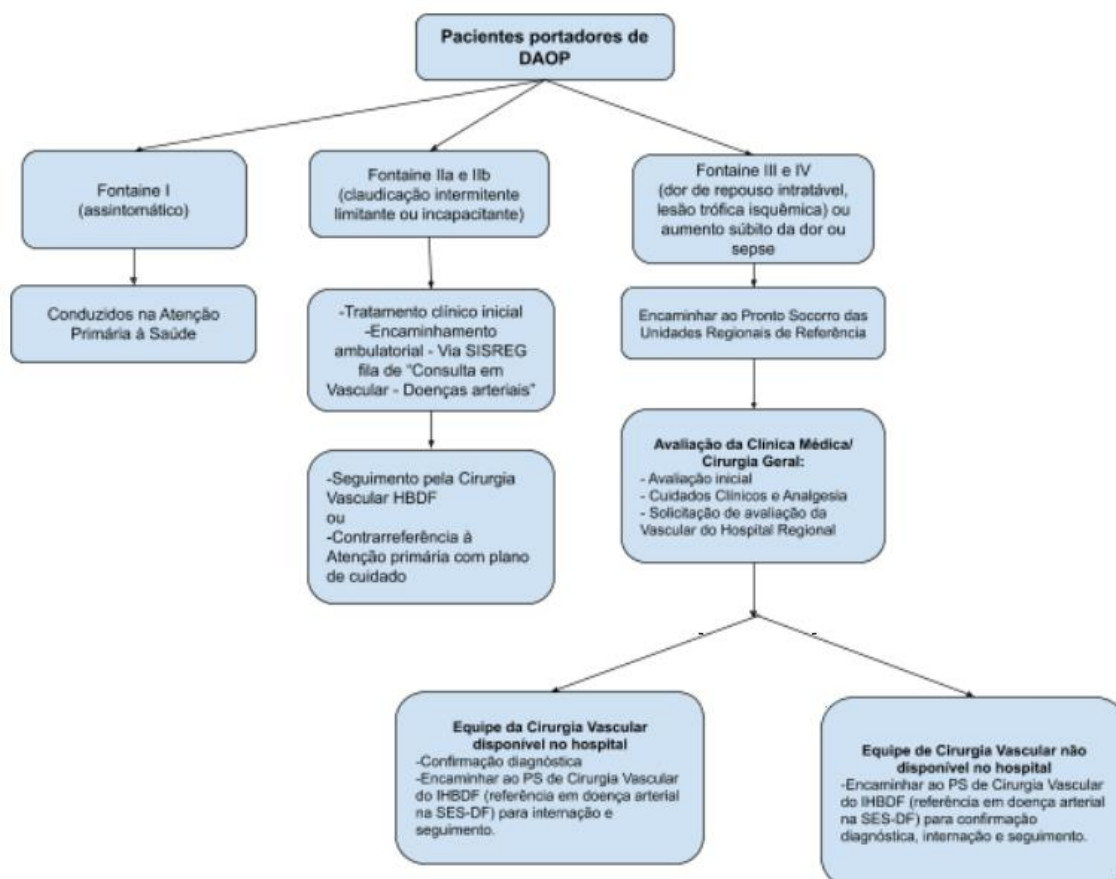 Pacientes portadores de
DAOP
Fontaine I
(assintomático)
Fontaine IIa e IIb
(claudicação intermitente
limitante ou incapacitante)
Fontaine III e IV
(dor de repouso intratável,
lesão trófica isquêmica) ou
aumento súbito da dor ou
sepse
Conduzidos na Atenção
Primária à Saúde
-Tratamento clínico inicial
-Encaminhamento
ambulatorial - Via SISREG
fila de "Consulta em
Vascular - Doenças arteriais"
Encaminhar ao Pronto Socorro das
Unidades Regionais de Referência
-Seguimento pela Cirurgia
Vascular HBDF
ou
-Contrarreferência à
Atenção primária com plano
de cuidado
Avaliação da Clínica Médica/
Cirurgia Geral:
- Avaliação inicial
- Cuidados Clínicos e Analgesia
- Solicitação de avaliação da
Vascular do Hospital Regional
Equipe da Cirurgia Vascular
disponível no hospital
-Confirmação diagnóstica
-Encaminhar ao PS de Cirurgia Vascular
do IHBDF (referência em doença arterial
na SES-DF) para internação e
seguimento.
Equipe de Cirurgia Vascular não
disponível no hospital
-Encaminhar ao PS de Cirurgia Vascular
do IHBDF (referência em doença arterial
na SES-DF) para confirmação
diagnóstica, internação e seguimento.